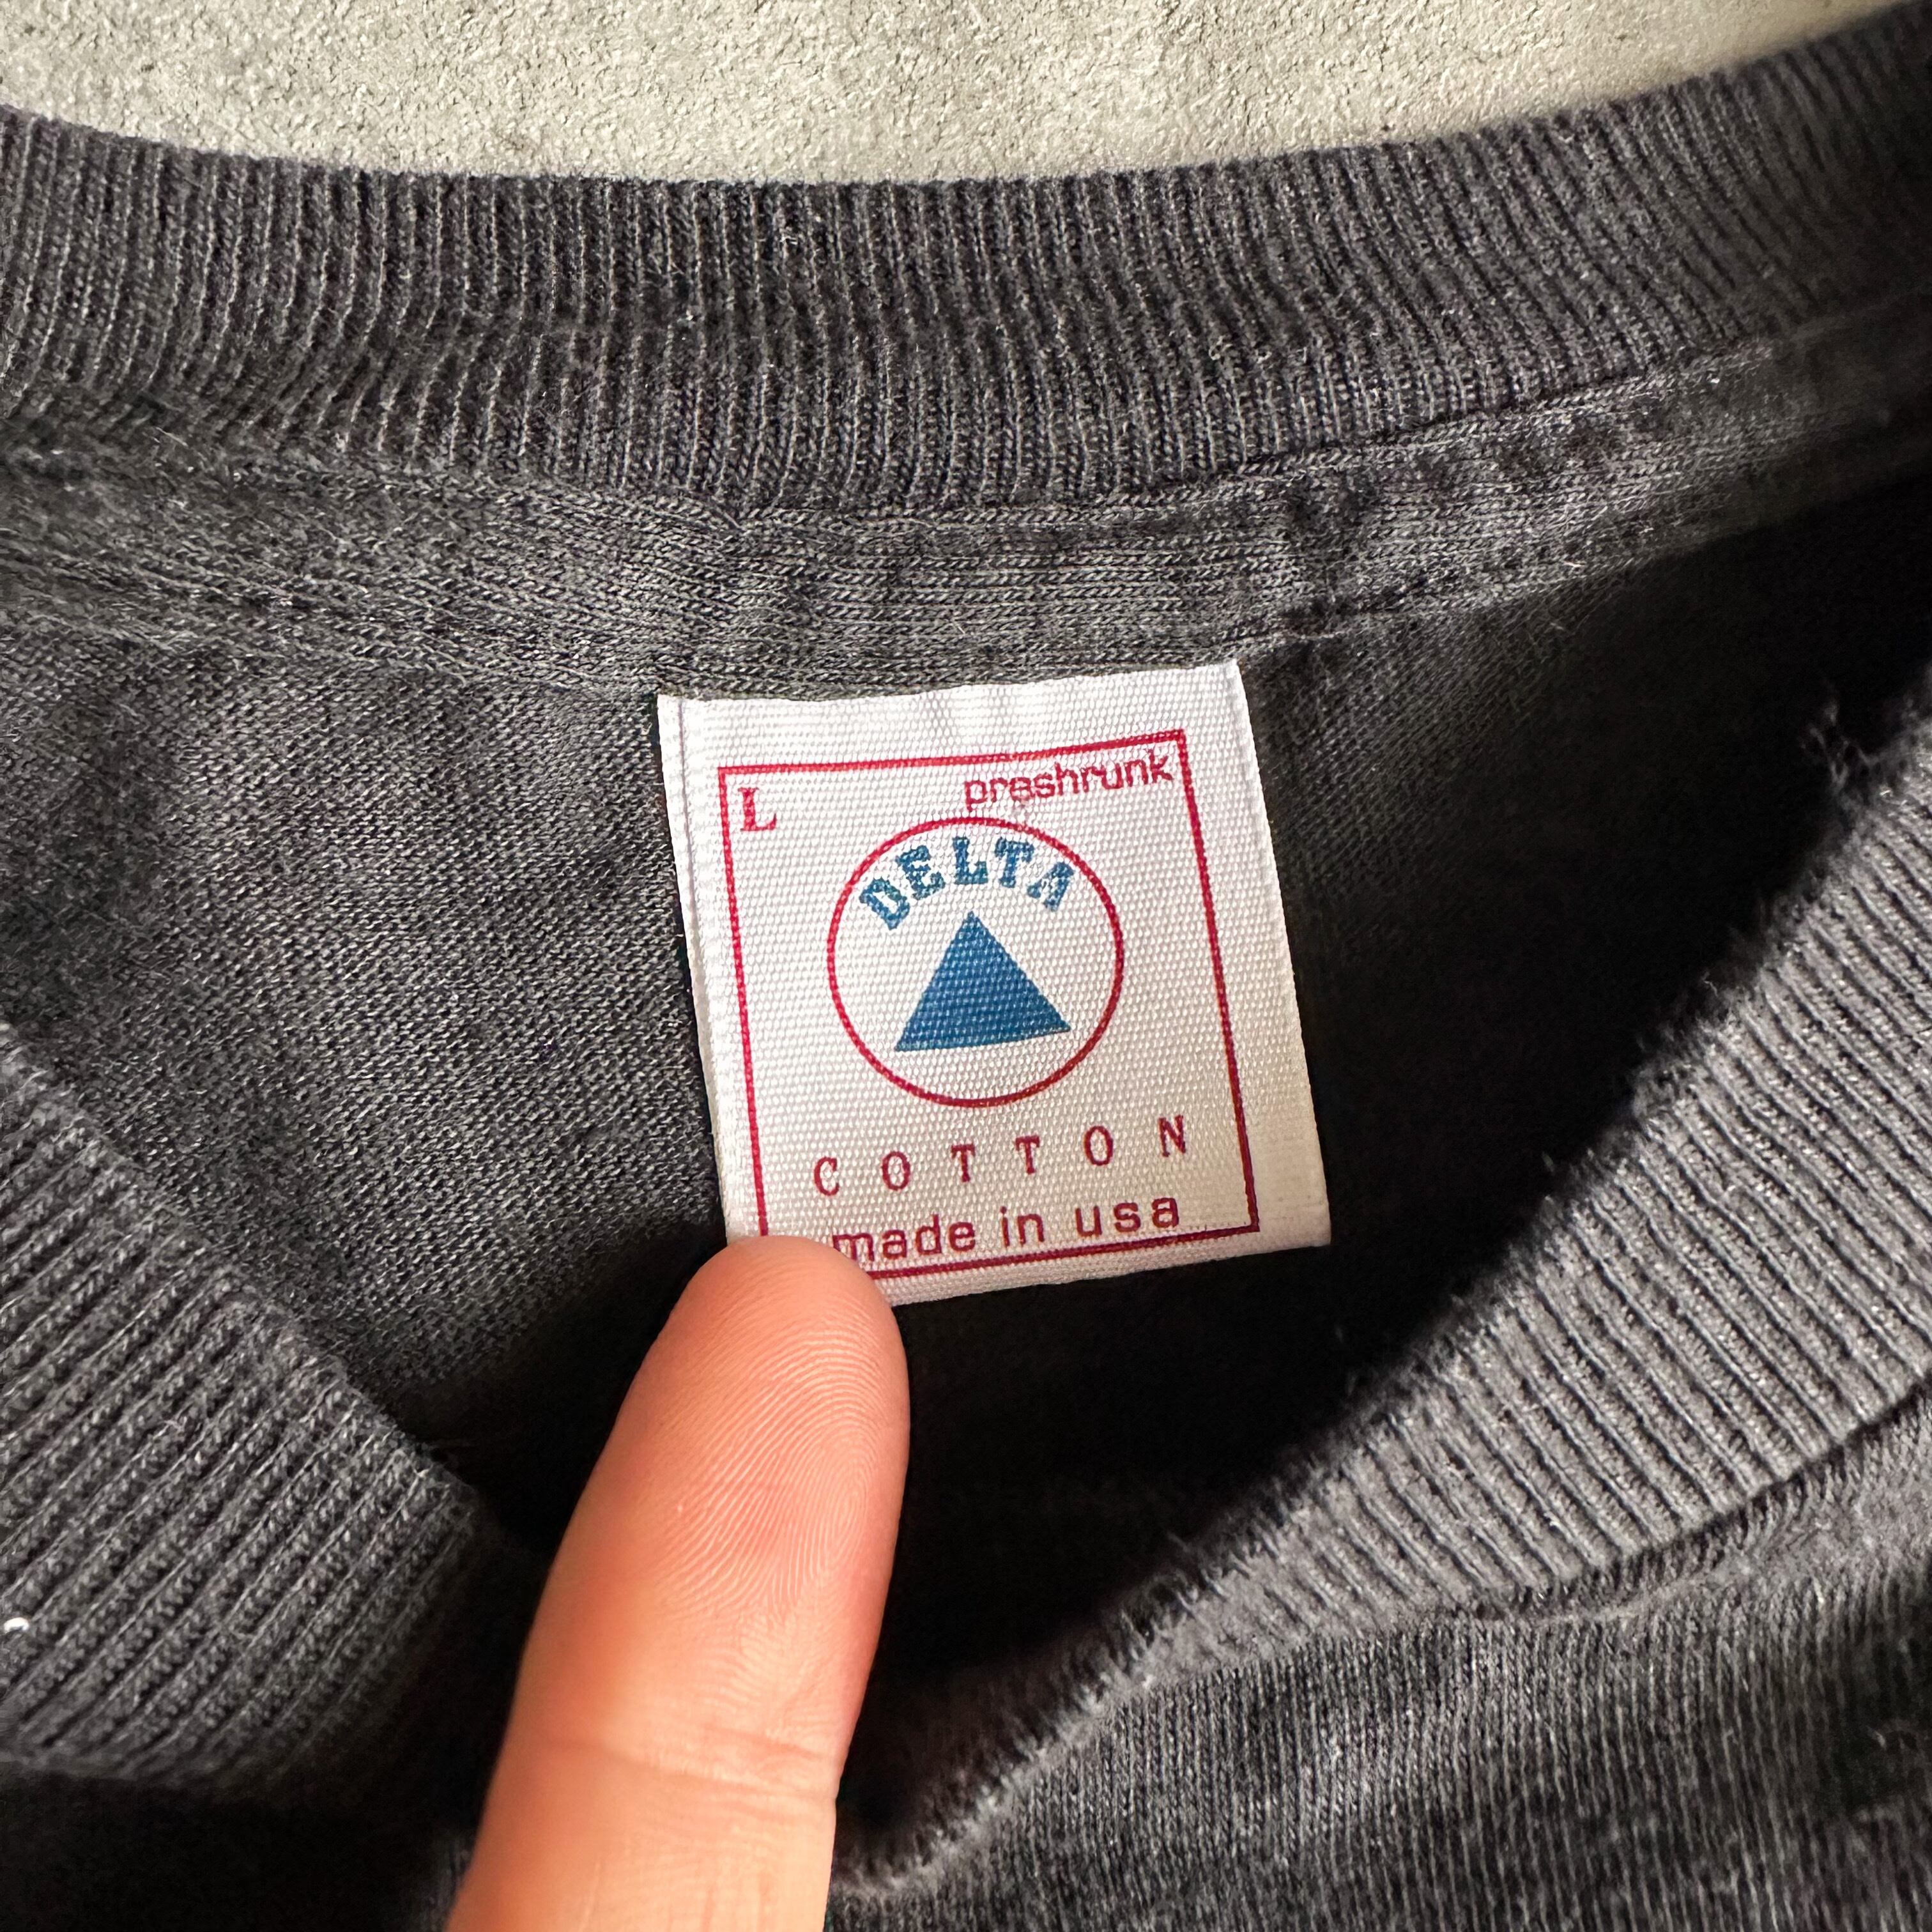 L preshrunk
DELTA
COTTON
made in usa